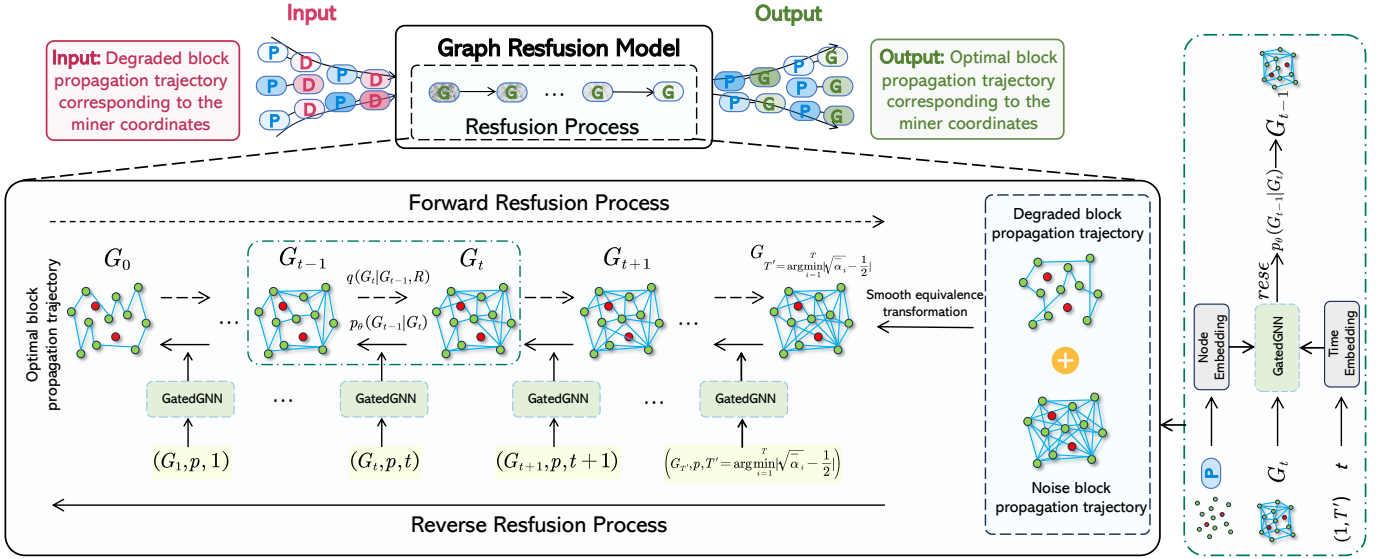 Input
Output
Input: Degraded block
propagation trajectory
corresponding to the
miner coordinates
P D P D
P D D
P D P D
Graph Resfusion Model
G G ... G G
Resfusion Process
P G P G
P G
P G P G
Output: Optimal block
propagation trajectory
corresponding to the
miner coordinates
Forward Resfusion Process
Optimal block
propagation trajectory
G_0
...
G_{t-1}
q(G_t|G_{t-1}, R)
p_θ(G_{t-1}|G_t)
G_t
G_{t+1}
...
G_{T'=argmin_{i=1}^{T}|√ᾱ_i − 1/2|}
Smooth equivalence
transformation
Degraded block
propagation trajectory
+
Noise block
propagation trajectory
GatedGNN
...
GatedGNN
GatedGNN
...
GatedGNN
(G_1, p, 1)
(G_t, p, t)
(G_{t+1}, p, t+1)
(G_{T'}, p, T'=argmin_{i=1}^{T}|√ᾱ_i − 1/2|)
Reverse Resfusion Process
G_{t-1}
p_θ(G_{t-1}|G_t)
resϵ
Node
Embedding
GatedGNN
Time
Embedding
P
G_t
t
(1, T')